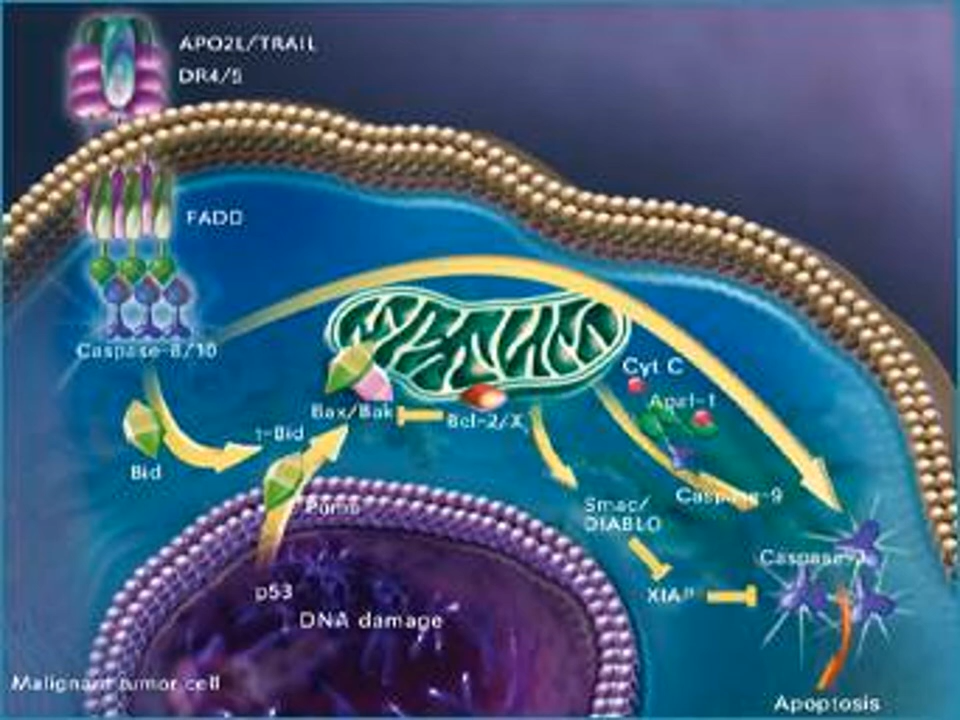 APO2L/TRAIL
DR4/5
FADD
Caspase-8/10
Cyt C
Apaf-1
Bax/Bak
Bcl-2/X
t-Bid
Bid
Caspase-9
Puma
Smac/
DIABLO
Caspase-3
XIAP
p53
DNA damage
Malignant tumor cell
Apoptosis